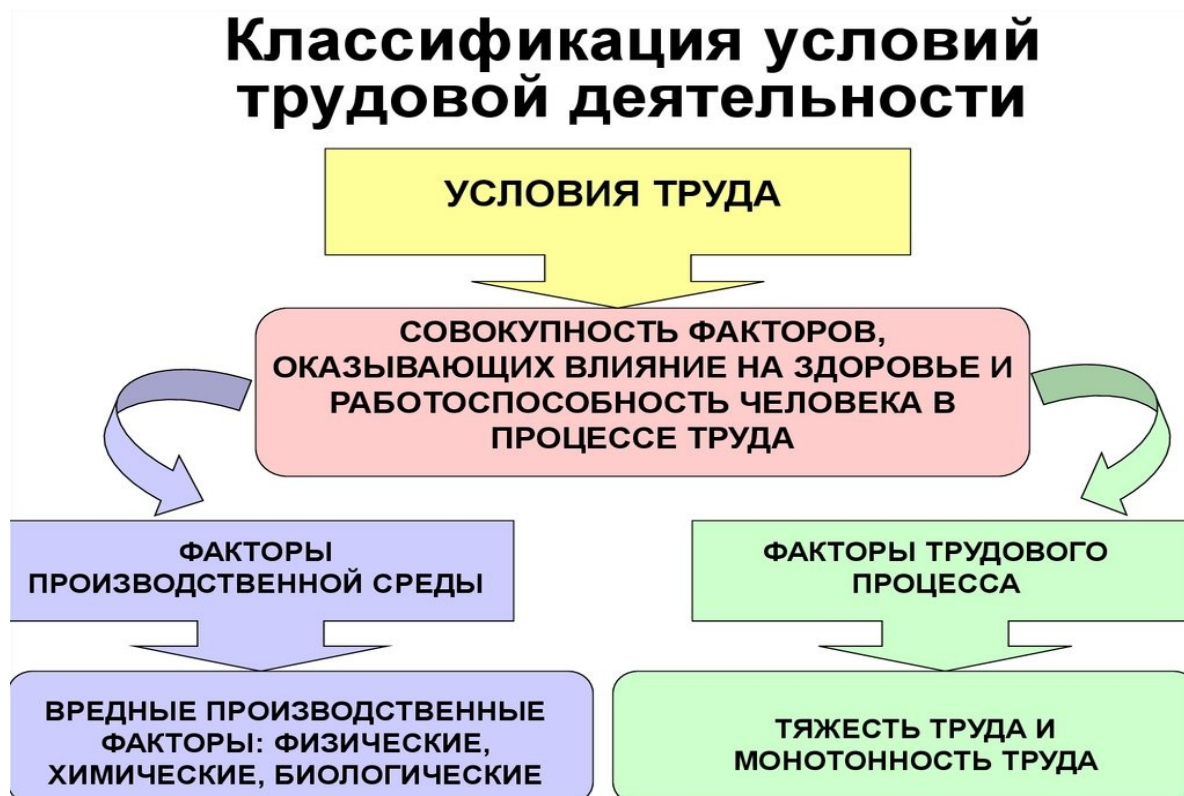 Классификация условий
трудовой деятельности
УСЛОВИЯ ТРУДА
СОВОКУПНОСТЬ ФАКТОРОВ,
ОКАЗЫВАЮЩИХ ВЛИЯНИЕ НА ЗДОРОВЬЕ И
РАБОТОСПОСОБНОСТЬ ЧЕЛОВЕКА В
ПРОЦЕССЕ ТРУДА
ФАКТОРЫ
ПРОИЗВОДСТВЕННОЙ СРЕДЫ
ФАКТОРЫ ТРУДОВОГО
ПРОЦЕССА
ВРЕДНЫЕ ПРОИЗВОДСТВЕННЫЕ
ФАКТОРЫ: ФИЗИЧЕСКИЕ,
ХИМИЧЕСКИЕ, БИОЛОГИЧЕСКИЕ
ТЯЖЕСТЬ ТРУДА И
МОНОТОННОСТЬ ТРУДА